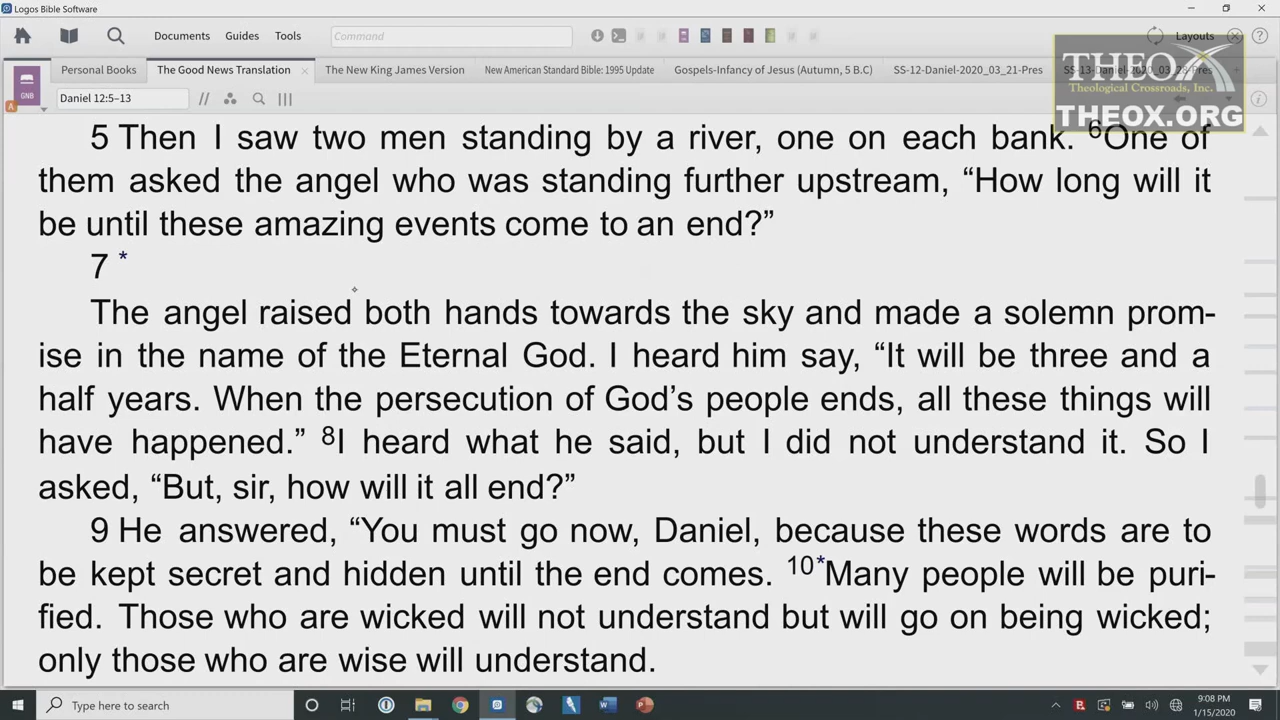 Logos Bible Software
Documents Guides Tools Command Layouts
THEOX
Theological Crossroads, Inc.
THEOX.ORG
Personal Books The Good News Translation The New King James Version New American Standard Bible: 1995 Update Gospels-Infancy of Jesus (Autumn, 5 B.C) SS-12-Daniel-2020_03_21-Pres SS-13-Daniel-2020_03_28-Pres
GNB
Daniel 12:5–13
5 Then I saw two men standing by a river, one on each bank. 6One of
them asked the angel who was standing further upstream, “How long will it
be until these amazing events come to an end?”
7 *
The angel raised both hands towards the sky and made a solemn prom-
ise in the name of the Eternal God. I heard him say, “It will be three and a
half years. When the persecution of God’s people ends, all these things will
have happened.” 8I heard what he said, but I did not understand it. So I
asked, “But, sir, how will it all end?”
9 He answered, “You must go now, Daniel, because these words are to
be kept secret and hidden until the end comes. 10*Many people will be puri-
fied. Those who are wicked will not understand but will go on being wicked;
only those who are wise will understand.
Type here to search
9:08 PM
1/15/2020